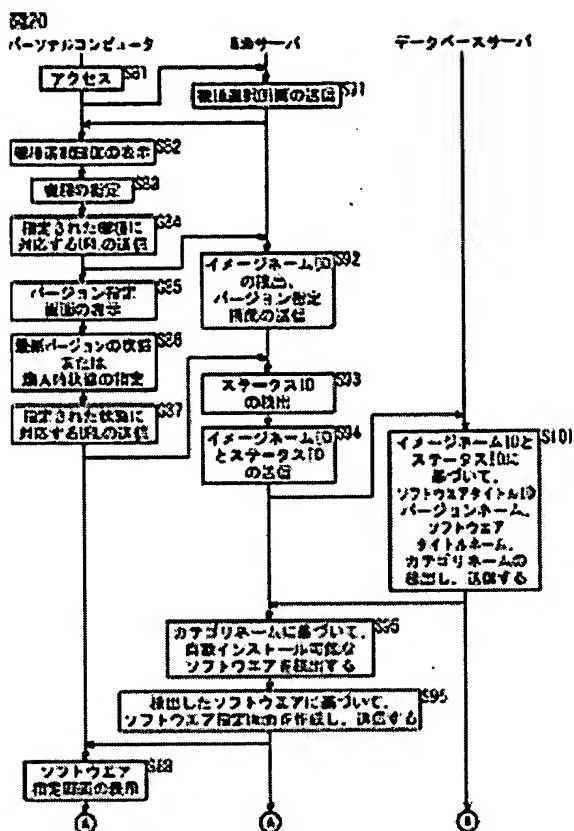 図20
パーソナルコンピュータ
サーバ
データベースサーバ
アクセス
S81
の送信
S91
の表示
S82
の指定
S83
指定された機種に
対応するURLの送信
S84
イメージネームID
の検出、
バージョン指定
画面の送信
S92
バージョン指定
画面の表示
S85
最新バージョンの状態
または
購入時状態の指定
S86
ステータスID
の検出
S93
指定された状態に
対応するURLの送信
S87
イメージネームID
とステータスID
の送信
S94
イメージネームIDと
ステータスIDに
基づいて、
ソフトウエアタイトルID
バージョンネーム、
ソフトウエア
タイトルネーム、
カテゴリネームの
検出し、送信する
S101
カテゴリネームに基づいて、
インストール可能な
ソフトウエアを検出する
S95
検出したソフトウエアに基づいて、
ソフトウエア指定画面を作成し、送信する
S96
ソフトウエア
指定画面の表示
S88
A
A
B